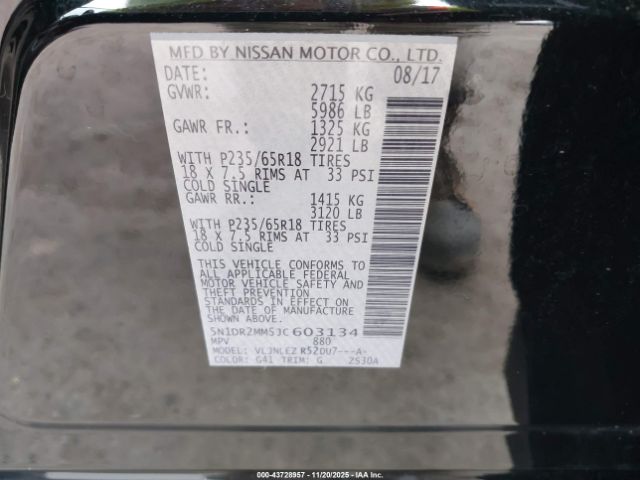 MFD BY NISSAN MOTOR CO., LTD.
DATE: 08/17
GVWR: 2715 KG
5986 LB
GAWR FR.: 1325 KG
2921 LB
WITH P235/65R18 TIRES
18 X 7.5 RIMS AT 33 PSI
COLD SINGLE
GAWR RR.: 1415 KG
3120 LB
WITH P235/65R18 TIRES
18 X 7.5 RIMS AT 33 PSI
COLD SINGLE
THIS VEHICLE CONFORMS TO
ALL APPLICABLE FEDERAL
MOTOR VEHICLE SAFETY AND
THEFT PREVENTION
STANDARDS IN EFFECT ON
THE DATE OF MANUFACTURE
SHOWN ABOVE.
5N1DR2MM5JC603134
MPV 880
MODEL: VLJNLEZ R52DU7---A-
COLOR: G41 TRIM: G ZS30A
000-43728957 - 11/20/2025 - IAA, Inc.